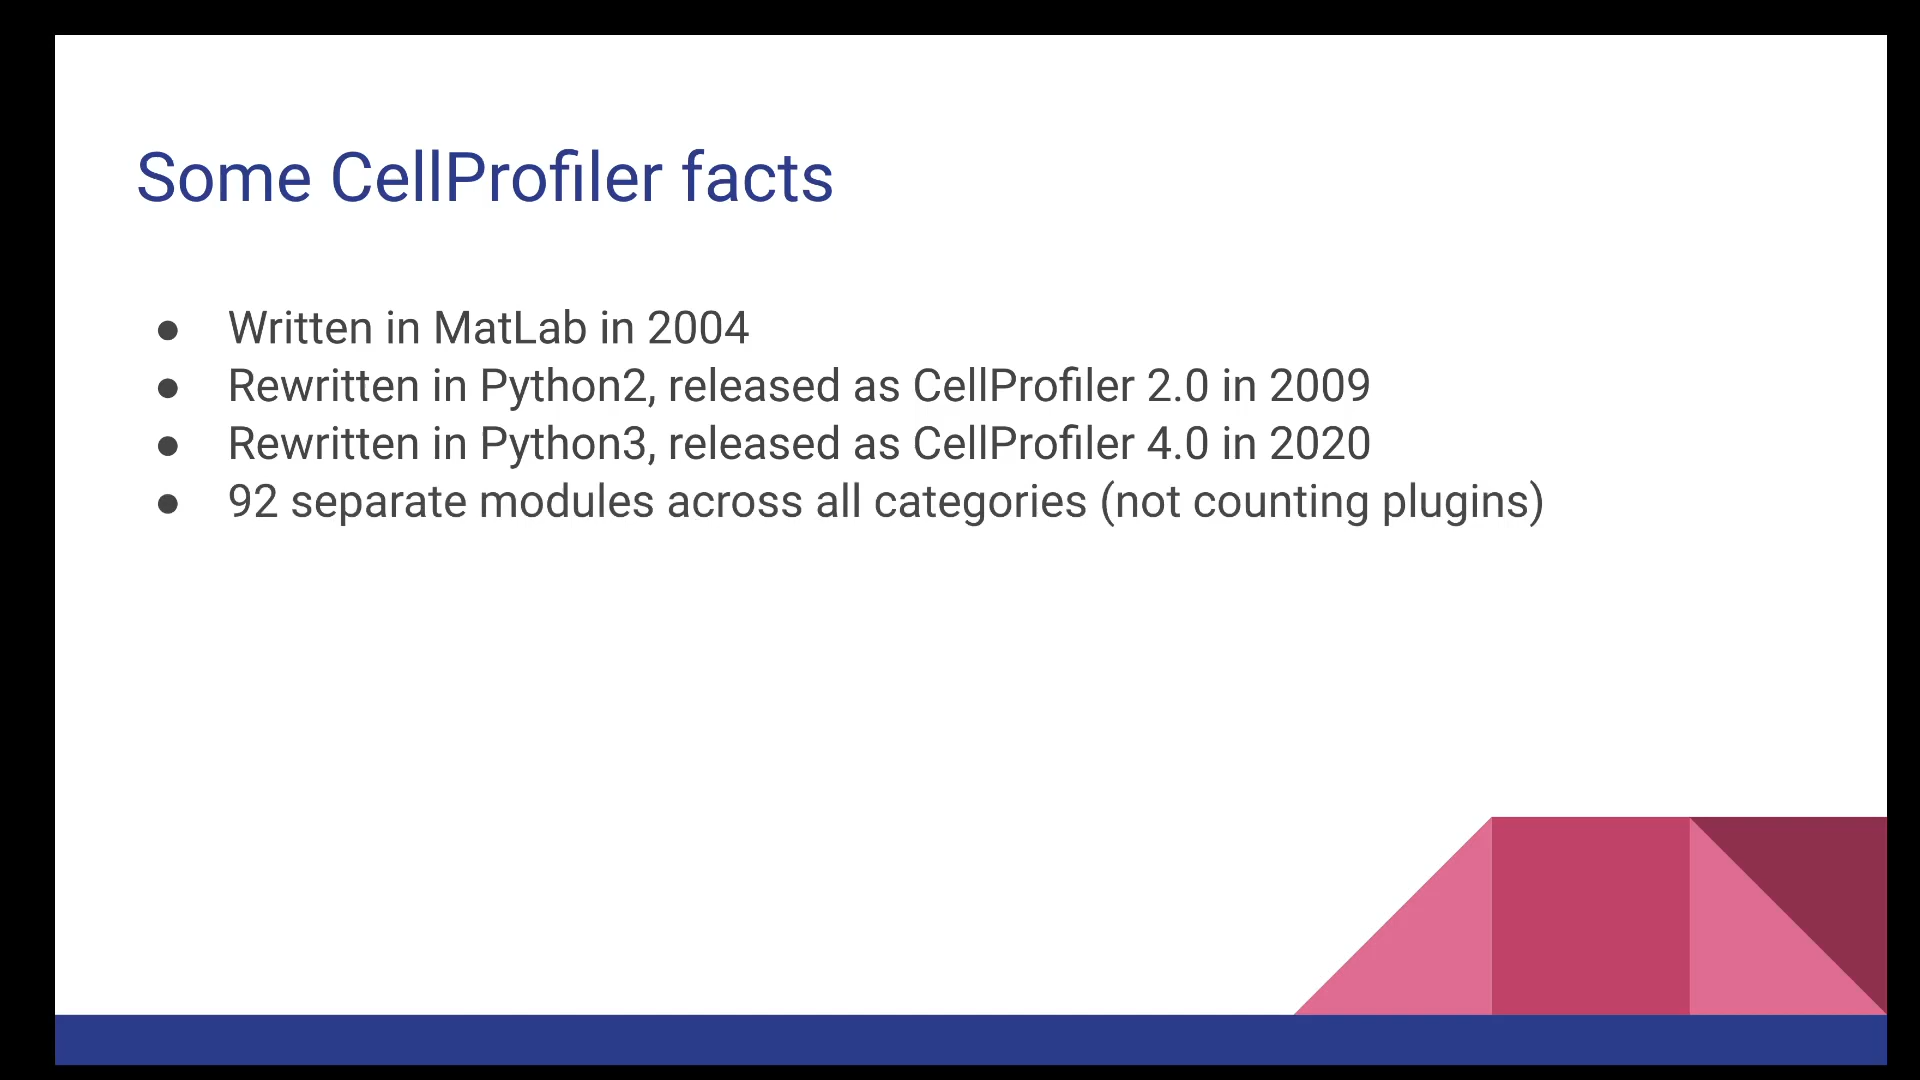 Some CellProfiler facts
● Written in MatLab in 2004
● Rewritten in Python2, released as CellProfiler 2.0 in 2009
● Rewritten in Python3, released as CellProfiler 4.0 in 2020
● 92 separate modules across all categories (not counting plugins)